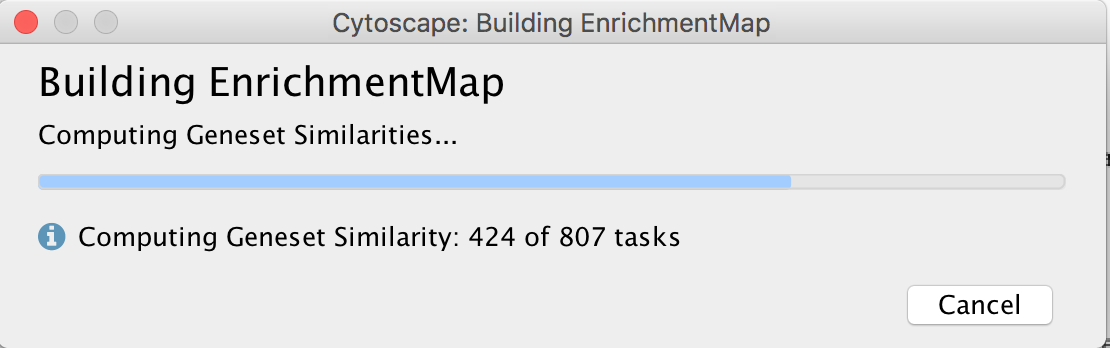 Cytoscape: Building EnrichmentMap
Building EnrichmentMap
Computing Geneset Similarities...
Computing Geneset Similarity: 424 of 807 tasks
Cancel